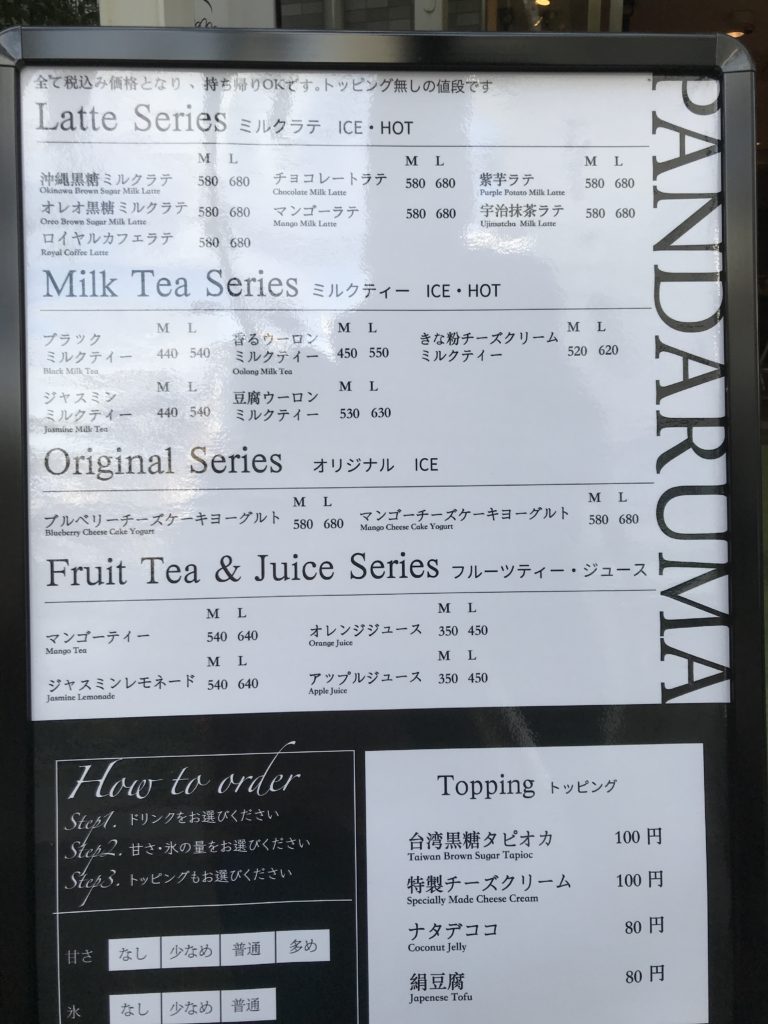 全て税込み価格となり 、持ち帰りOKです。トッピング無しの値段です
Latte Series ミルクラテ ICE・HOT
M L M L M L
沖縄黒糖ミルクラテ 580 680 チョコレートラテ 580 680 紫芋ラテ 580 680
Okinawa Brown Sugar Milk Latte Chocolate Milk Latte Purple Potato Milk Latte
オレオ黒糖ミルクラテ 580 680 マンゴーラテ 580 680 宇治抹茶ラテ 580 680
Oreo Brown Sugar Milk Latte Mango Milk Latte Ujimatcha Milk Latte
ロイヤルカフェラテ 580 680
Royal Coffee Latte
Milk Tea Series ミルクティー ICE・HOT
M L M L M L
ブラック 香るウーロン きな粉チーズクリーム
ミルクティー 440 540 ミルクティー 450 550 ミルクティー 520 620
Black Milk Tea Oolong Milk Tea
M L M L
ジャスミン 豆腐ウーロン
ミルクティー 440 540 ミルクティー 530 630
Jasmine Milk Tea
Original Series オリジナル ICE
M L M L
ブルベリーチーズケーキヨーグルト 580 680 マンゴーチーズケーキヨーグルト 580 680
Blueberry Cheese Cake Yogurt Mango Cheese Cake Yogurt
Fruit Tea & Juice Series フルーツティー・ジュース
M L M L
マンゴーティー 540 640 オレンジジュース 350 450
Mango Tea Orange Juice
M L M L
ジャスミンレモネード 540 640 アップルジュース 350 450
Jasmine Lemonade Apple Juice
PANDARUMA
How to order
Step1. ドリンクをお選びください
Step2. 甘さ・氷の量をお選びください
Step3. トッピングもお選びください
甘さ なし 少なめ 普通 多め
氷 なし 少なめ 普通
Topping トッピング
台湾黒糖タピオカ 100 円
Taiwan Brown Sugar Tapioc
特製チーズクリーム 100 円
Specially Made Cheese Cream
ナタデココ 80 円
Coconut Jelly
絹豆腐 80 円
Japenese Tofu